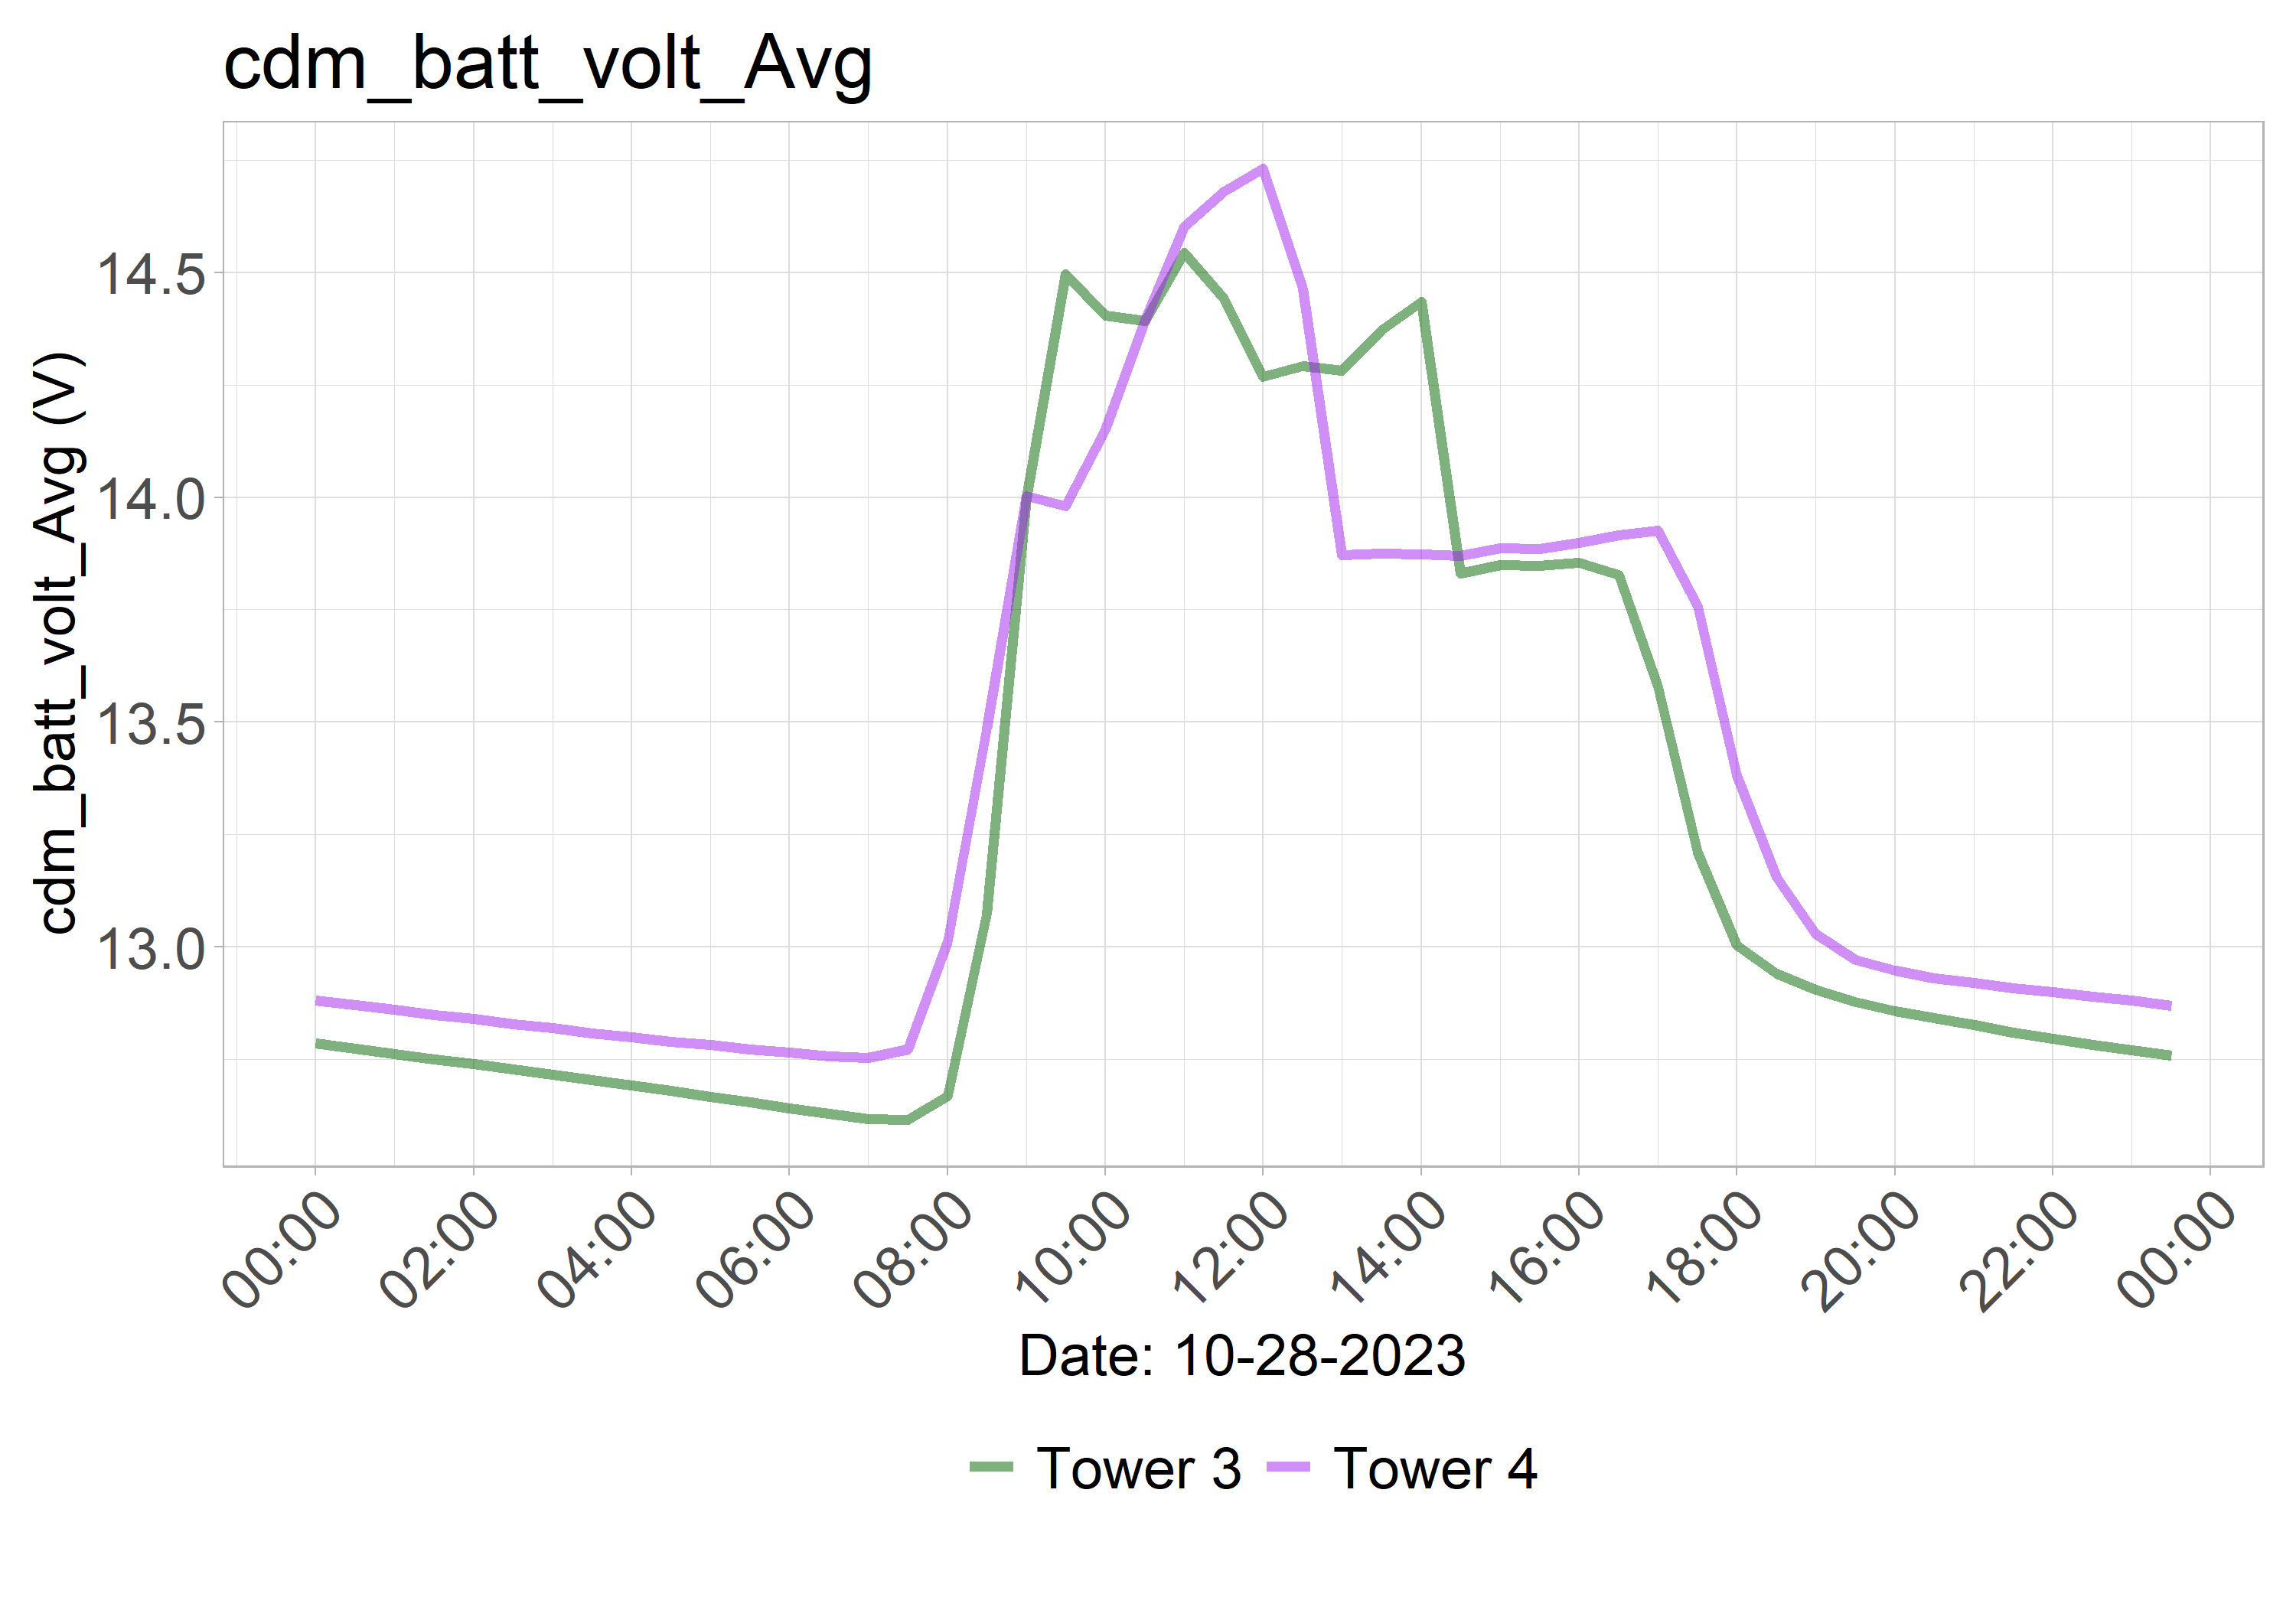 cdm_batt_volt_Avg
cdm_batt_volt_Avg (V)
14.5
14.0
13.5
13.0
00:00 02:00 04:00 06:00 08:00 10:00 12:00 14:00 16:00 18:00 20:00 22:00 00:00
Date: 10-28-2023
Tower 3 Tower 4